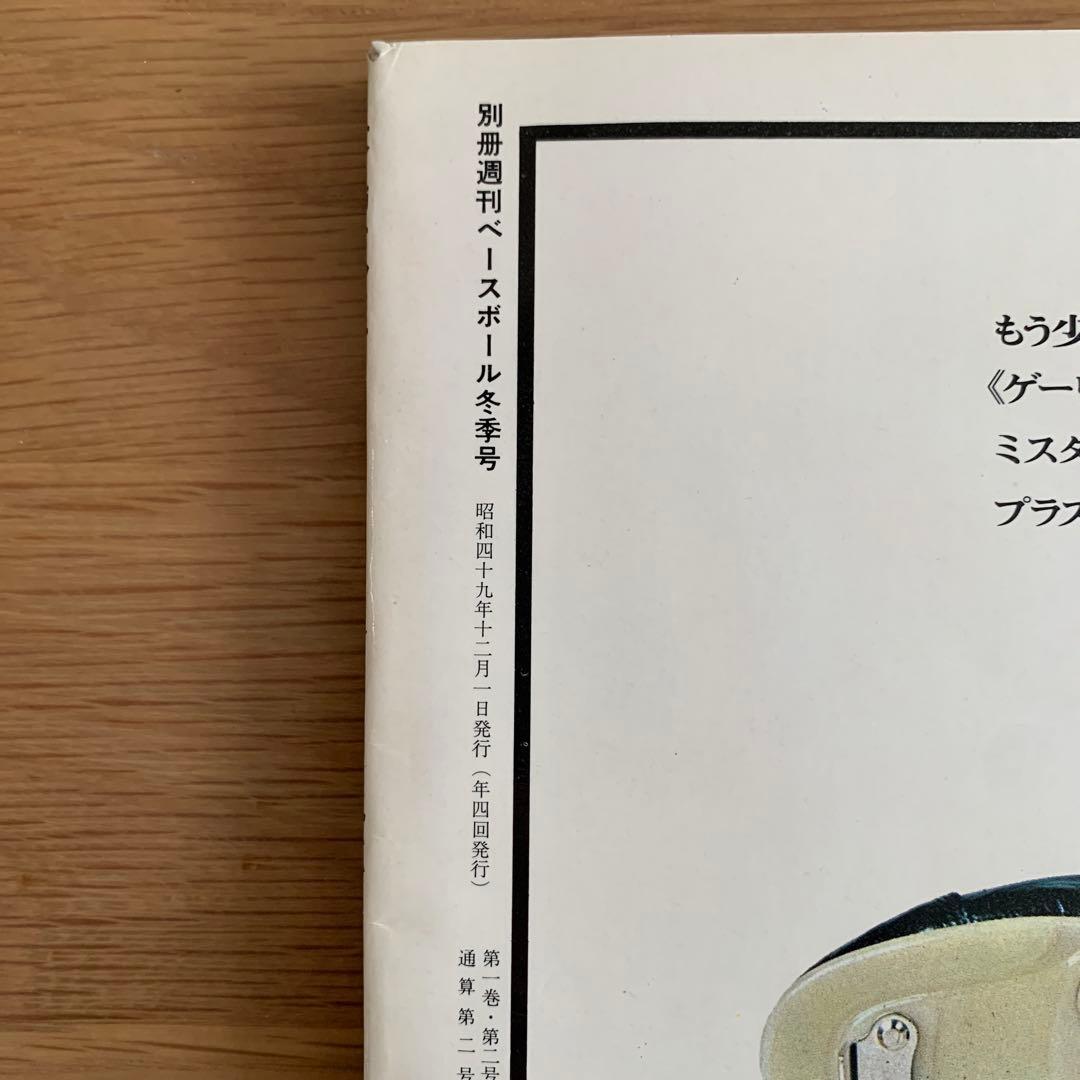 別冊週刊ベースボール冬季号
昭和四十九年十二月一日発行（年四回発行）
第一巻・第二号
通算第二号
もう少
《ゲー
ミスタ
プラス